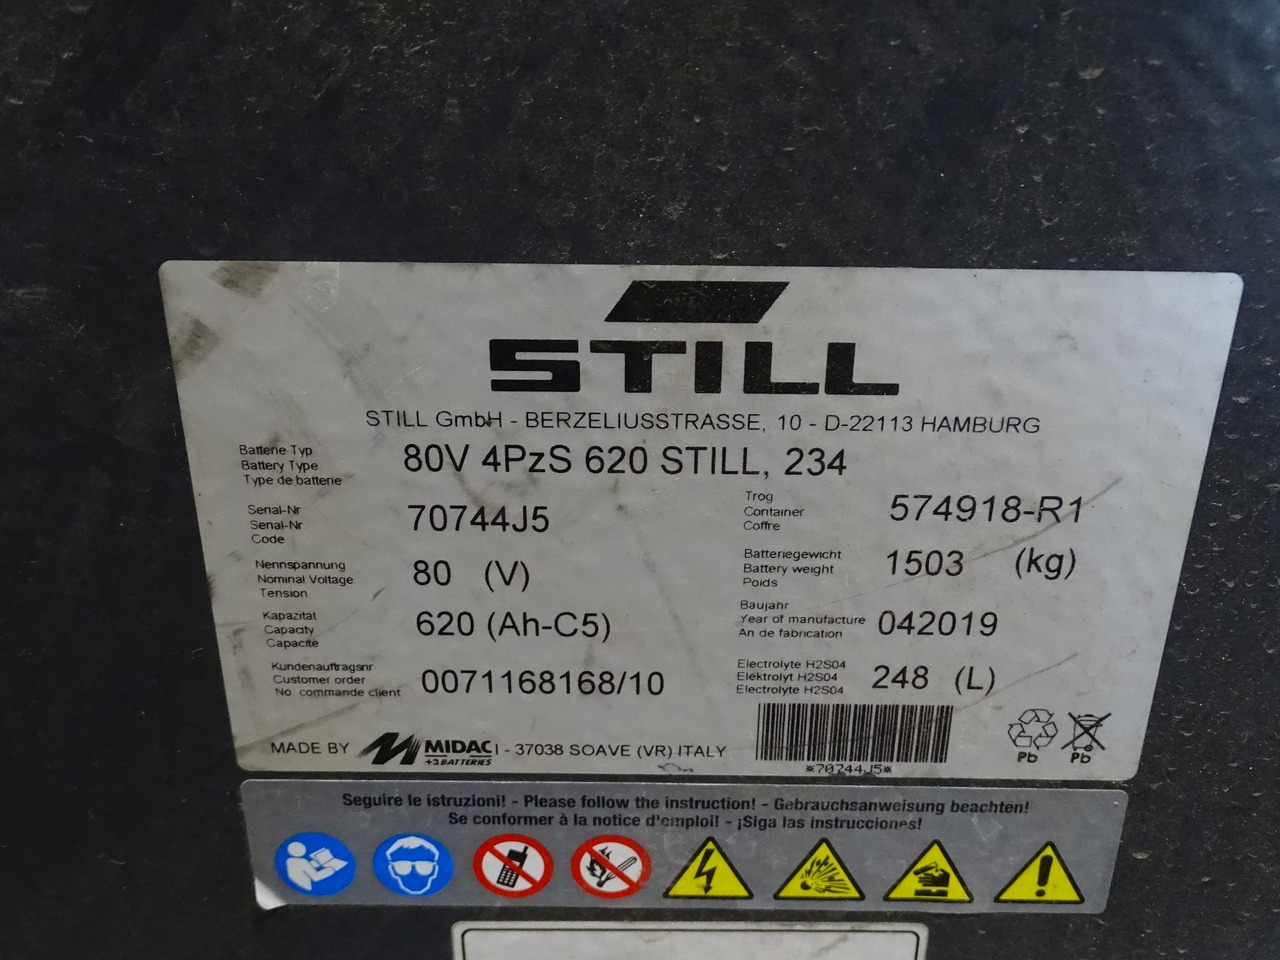 STILL
STILL GmbH - BERZELIUSSTRASSE, 10 - D-22113 HAMBURG
Batterie Typ
Battery Type
Type de batterie
80V 4PzS 620 STILL, 234
Serial-Nr
Serial-Nr
Code
70744J5
Trog
Container
Coffre
574918-R1
Nennspannung
Nominal Voltage
Tension
80 (V)
Batteriegewicht
Battery weight
Poids
1503 (kg)
Kapazitat
Capacity
Capacite
620 (Ah-C5)
Baujahr
Year of manufacture
An de fabrication
042019
Kundenauftragsnr
Customer order
No commande client
0071168168/10
Electrolyte H2S04
Elektrolyt H2S04
Electrolyte H2S04
248 (L)
MADE BY MIDAC I - 37038 SOAVE (VR) ITALY
BATTERIES
*70744J5*
Pb Pb
Seguire le istruzioni! - Please follow the instruction! - Gebrauchsanweisung beachten!
Se conformer à la notice d'emploi! - ¡Siga las instrucciones!